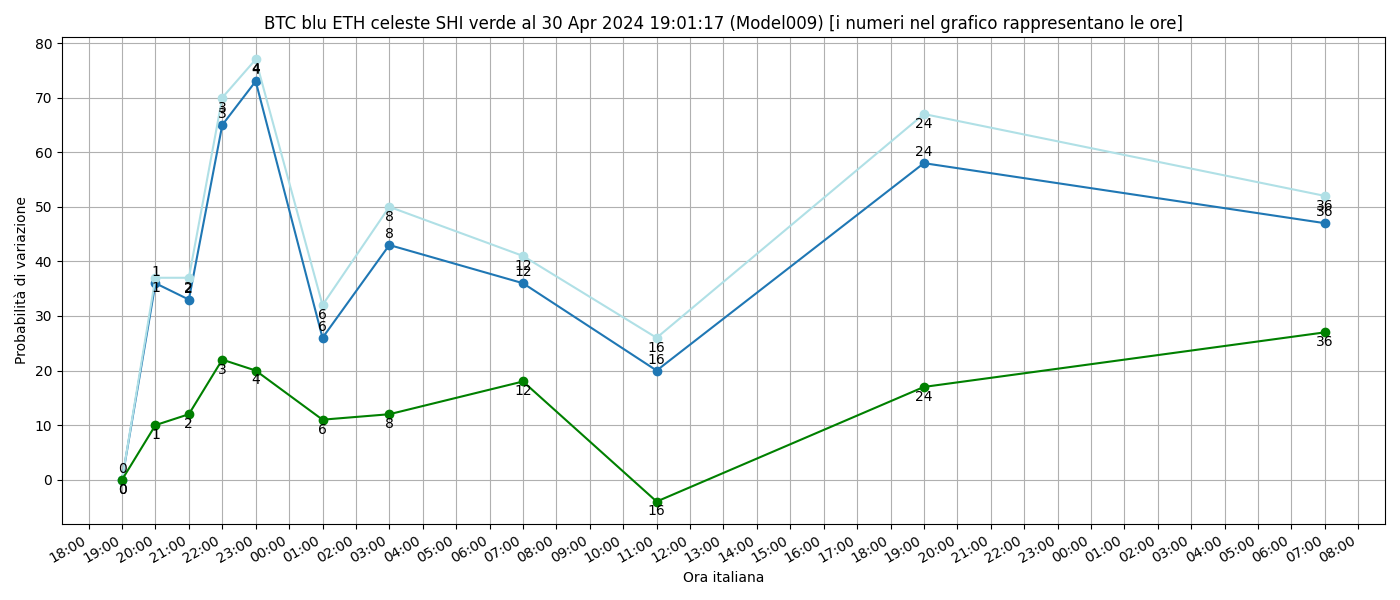 BTC blu ETH celeste SHI verde al 30 Apr 2024 19:01:17 (Model009) [i numeri nel grafico rappresentano le ore]
Probabilità di variazione
80
70
60
50
40
30
20
10
0
0 1 2 3 4 6 8 12 16 24 36
0 1 2 3 4 6 8 12 16 24 36
0 1 2 3 4 6 8 12 16 24 36
18:00 19:00 20:00 21:00 22:00 23:00 00:00 01:00 02:00 03:00 04:00 05:00 06:00 07:00 08:00 09:00 10:00 11:00 12:00 13:00 14:00 15:00 16:00 17:00 18:00 19:00 20:00 21:00 22:00 23:00 00:00 01:00 02:00 03:00 04:00 05:00 06:00 07:00 08:00
Ora italiana